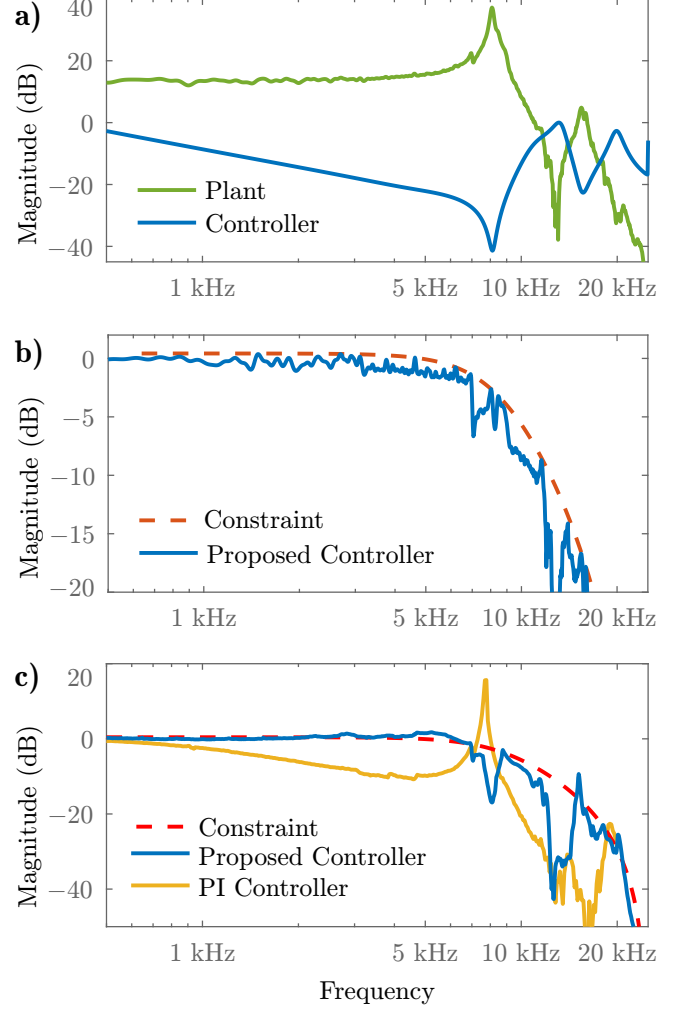 a)
40
20
0
−20
−40
Magnitude (dB)
Plant
Controller
1 kHz
5 kHz
10 kHz
20 kHz
b)
0
−5
−10
−15
−20
Magnitude (dB)
Constraint
Proposed Controller
1 kHz
5 kHz
10 kHz
20 kHz
c)
20
0
−20
−40
Magnitude (dB)
Constraint
Proposed Controller
PI Controller
1 kHz
5 kHz
10 kHz
20 kHz
Frequency